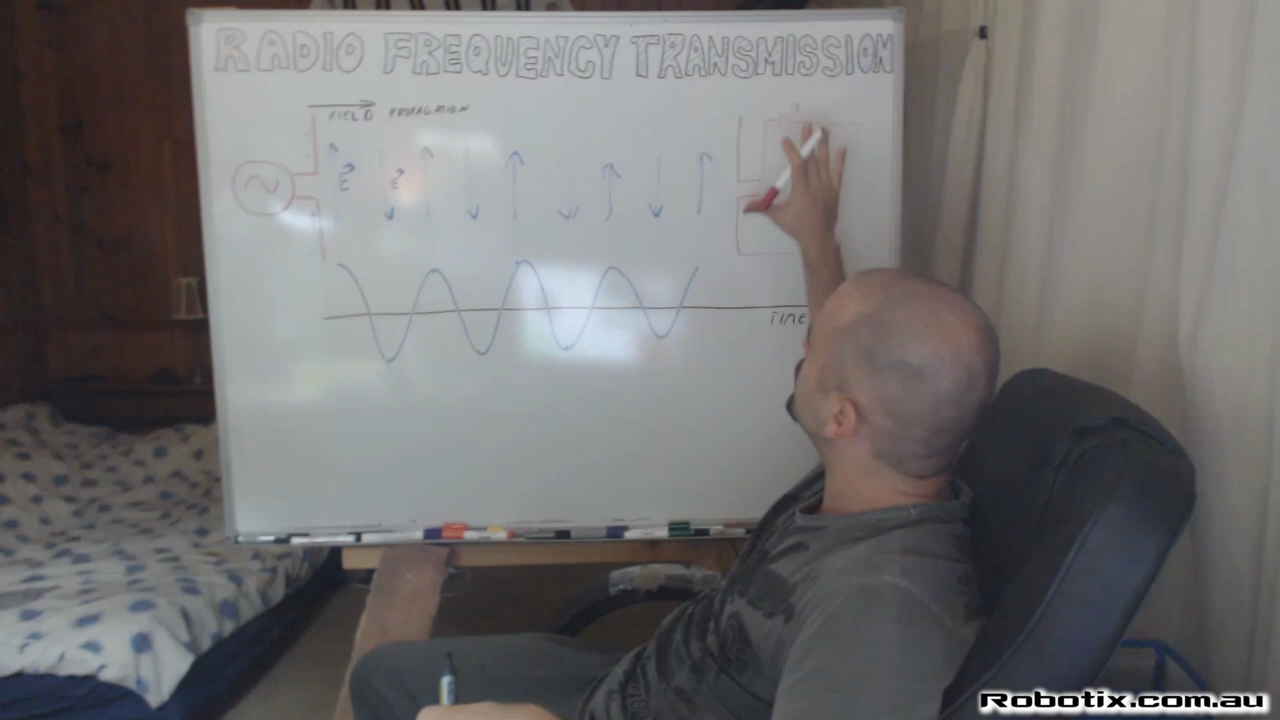 RADIO FREQUENCY TRANSMISSION
FIELD PROPAGATION
E E
TIME
Robotix.com.au